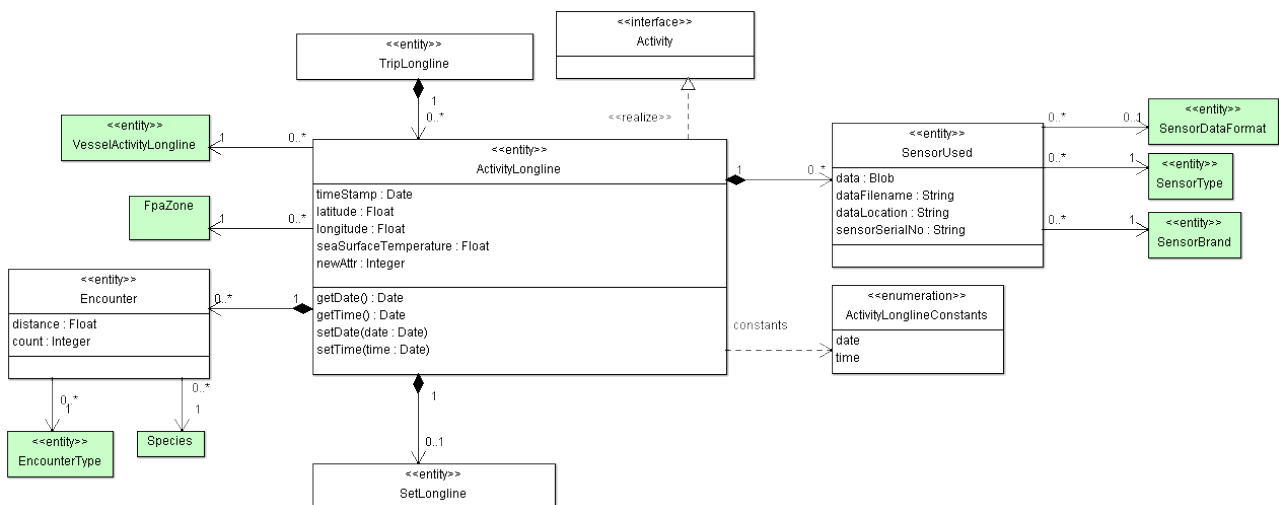 <<interface>>
Activity
<<entity>>
TripLongline
1
0..*
<<realize>>
<<entity>>
VesselActivityLongline
1
0..*
<<entity>>
ActivityLongline
timeStamp : Date
latitude : Float
longitude : Float
seaSurfaceTemperature : Float
newAttr : Integer
getDate() : Date
getTime() : Date
setDate(date : Date)
setTime(time : Date)
FpaZone
1
0..*
<<entity>>
Encounter
distance : Float
count : Integer
0..*
1
0..*
1
0..*
1
<<entity>>
EncounterType
Species
1
0..1
<<entity>>
SetLongline
1
0..*
<<entity>>
SensorUsed
data : Blob
dataFilename : String
dataLocation : String
sensorSerialNo : String
0..*
0..1
<<entity>>
SensorDataFormat
0..*
1
<<entity>>
SensorType
0..*
1
<<entity>>
SensorBrand
constants
<<enumeration>>
ActivityLonglineConstants
date
time